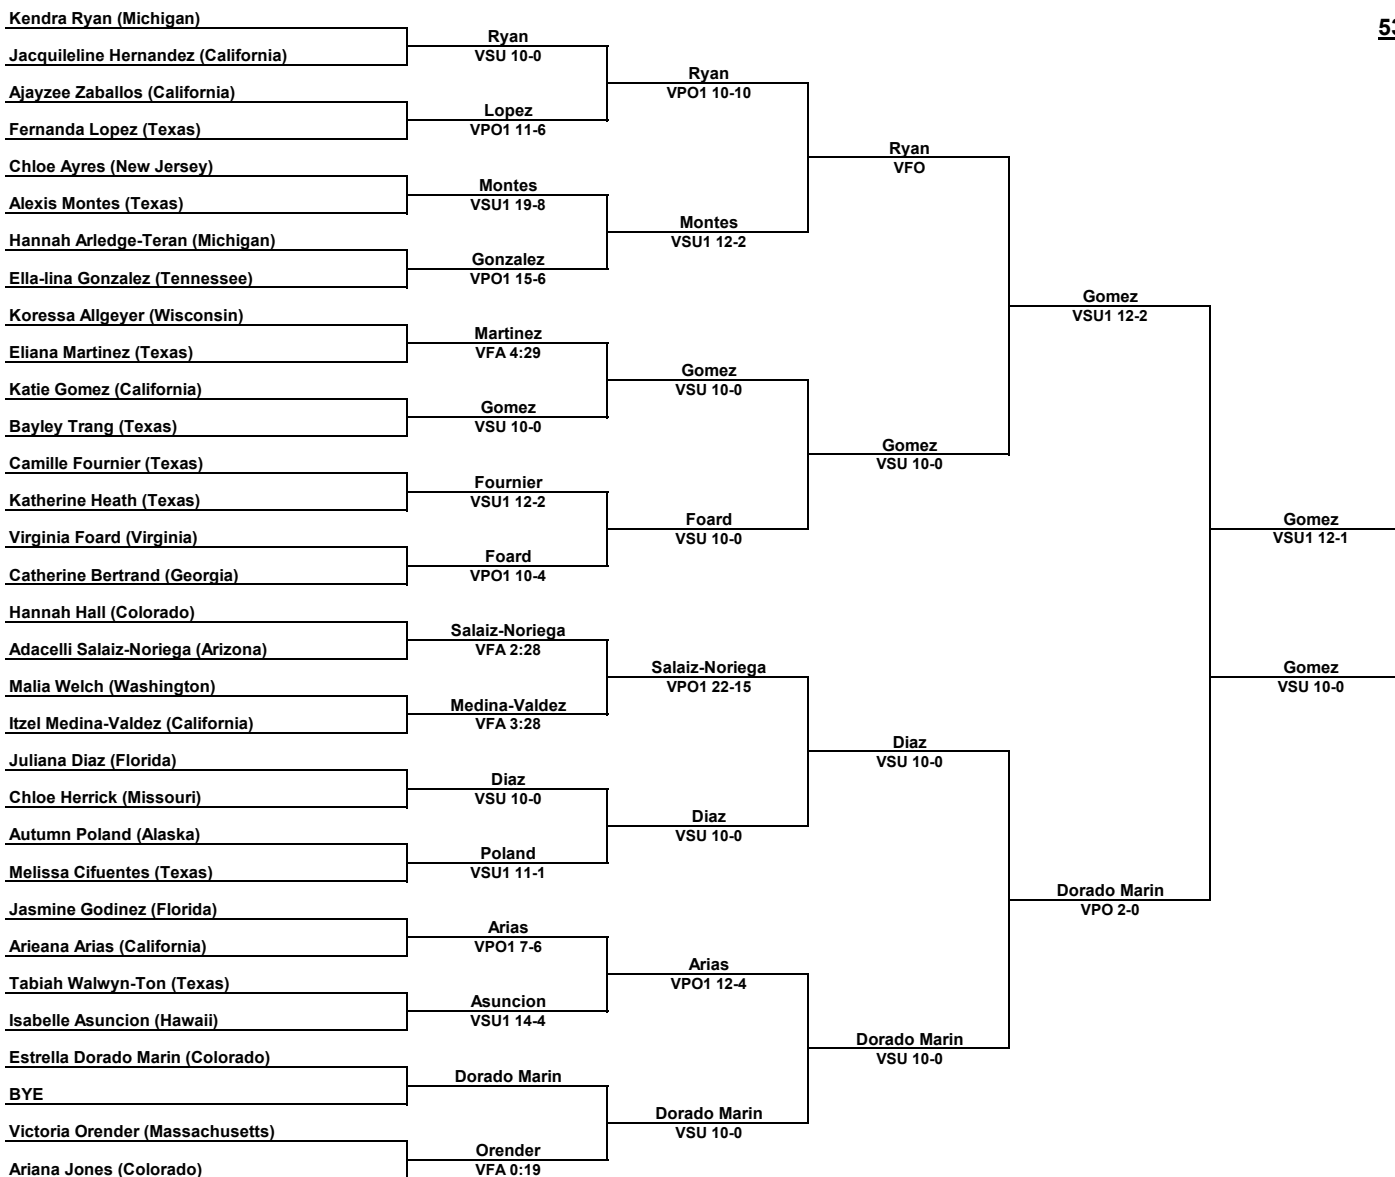 Kendra Ryan (Michigan)
Jacquileline Hernandez (California)
Ajayzee Zaballos (California)
Fernanda Lopez (Texas)
Chloe Ayres (New Jersey)
Alexis Montes (Texas)
Hannah Arledge-Teran (Michigan)
Ella-lina Gonzalez (Tennessee)
Koressa Allgeyer (Wisconsin)
Eliana Martinez (Texas)
Katie Gomez (California)
Bayley Trang (Texas)
Camille Fournier (Texas)
Katherine Heath (Texas)
Virginia Foard (Virginia)
Catherine Bertrand (Georgia)
Hannah Hall (Colorado)
Adacelli Salaiz-Noriega (Arizona)
Malia Welch (Washington)
Itzel Medina-Valdez (California)
Juliana Diaz (Florida)
Chloe Herrick (Missouri)
Autumn Poland (Alaska)
Melissa Cifuentes (Texas)
Jasmine Godinez (Florida)
Arieana Arias (California)
Tabiah Walwyn-Ton (Texas)
Isabelle Asuncion (Hawaii)
Estrella Dorado Marin (Colorado)
BYE
Victoria Orender (Massachusetts)
Ariana Jones (Colorado)
Ryan
VSU 10-0
Lopez
VPO1 11-6
Montes
VSU1 19-8
Gonzalez
VPO1 15-6
Martinez
VFA 4:29
Gomez
VSU 10-0
Fournier
VSU1 12-2
Foard
VPO1 10-4
Salaiz-Noriega
VFA 2:28
Medina-Valdez
VFA 3:28
Diaz
VSU 10-0
Poland
VSU1 11-1
Arias
VPO1 7-6
Asuncion
VSU1 14-4
Dorado Marin
Orender
VFA 0:19
Ryan
VPO1 10-10
Montes
VSU1 12-2
Gomez
VSU 10-0
Foard
VSU 10-0
Salaiz-Noriega
VPO1 22-15
Diaz
VSU 10-0
Arias
VPO1 12-4
Dorado Marin
VSU 10-0
Ryan
VFO
Gomez
VSU 10-0
Diaz
VSU 10-0
Dorado Marin
VSU 10-0
Gomez
VSU1 12-2
Dorado Marin
VPO 2-0
Gomez
VSU1 12-1
Gomez
VSU 10-0